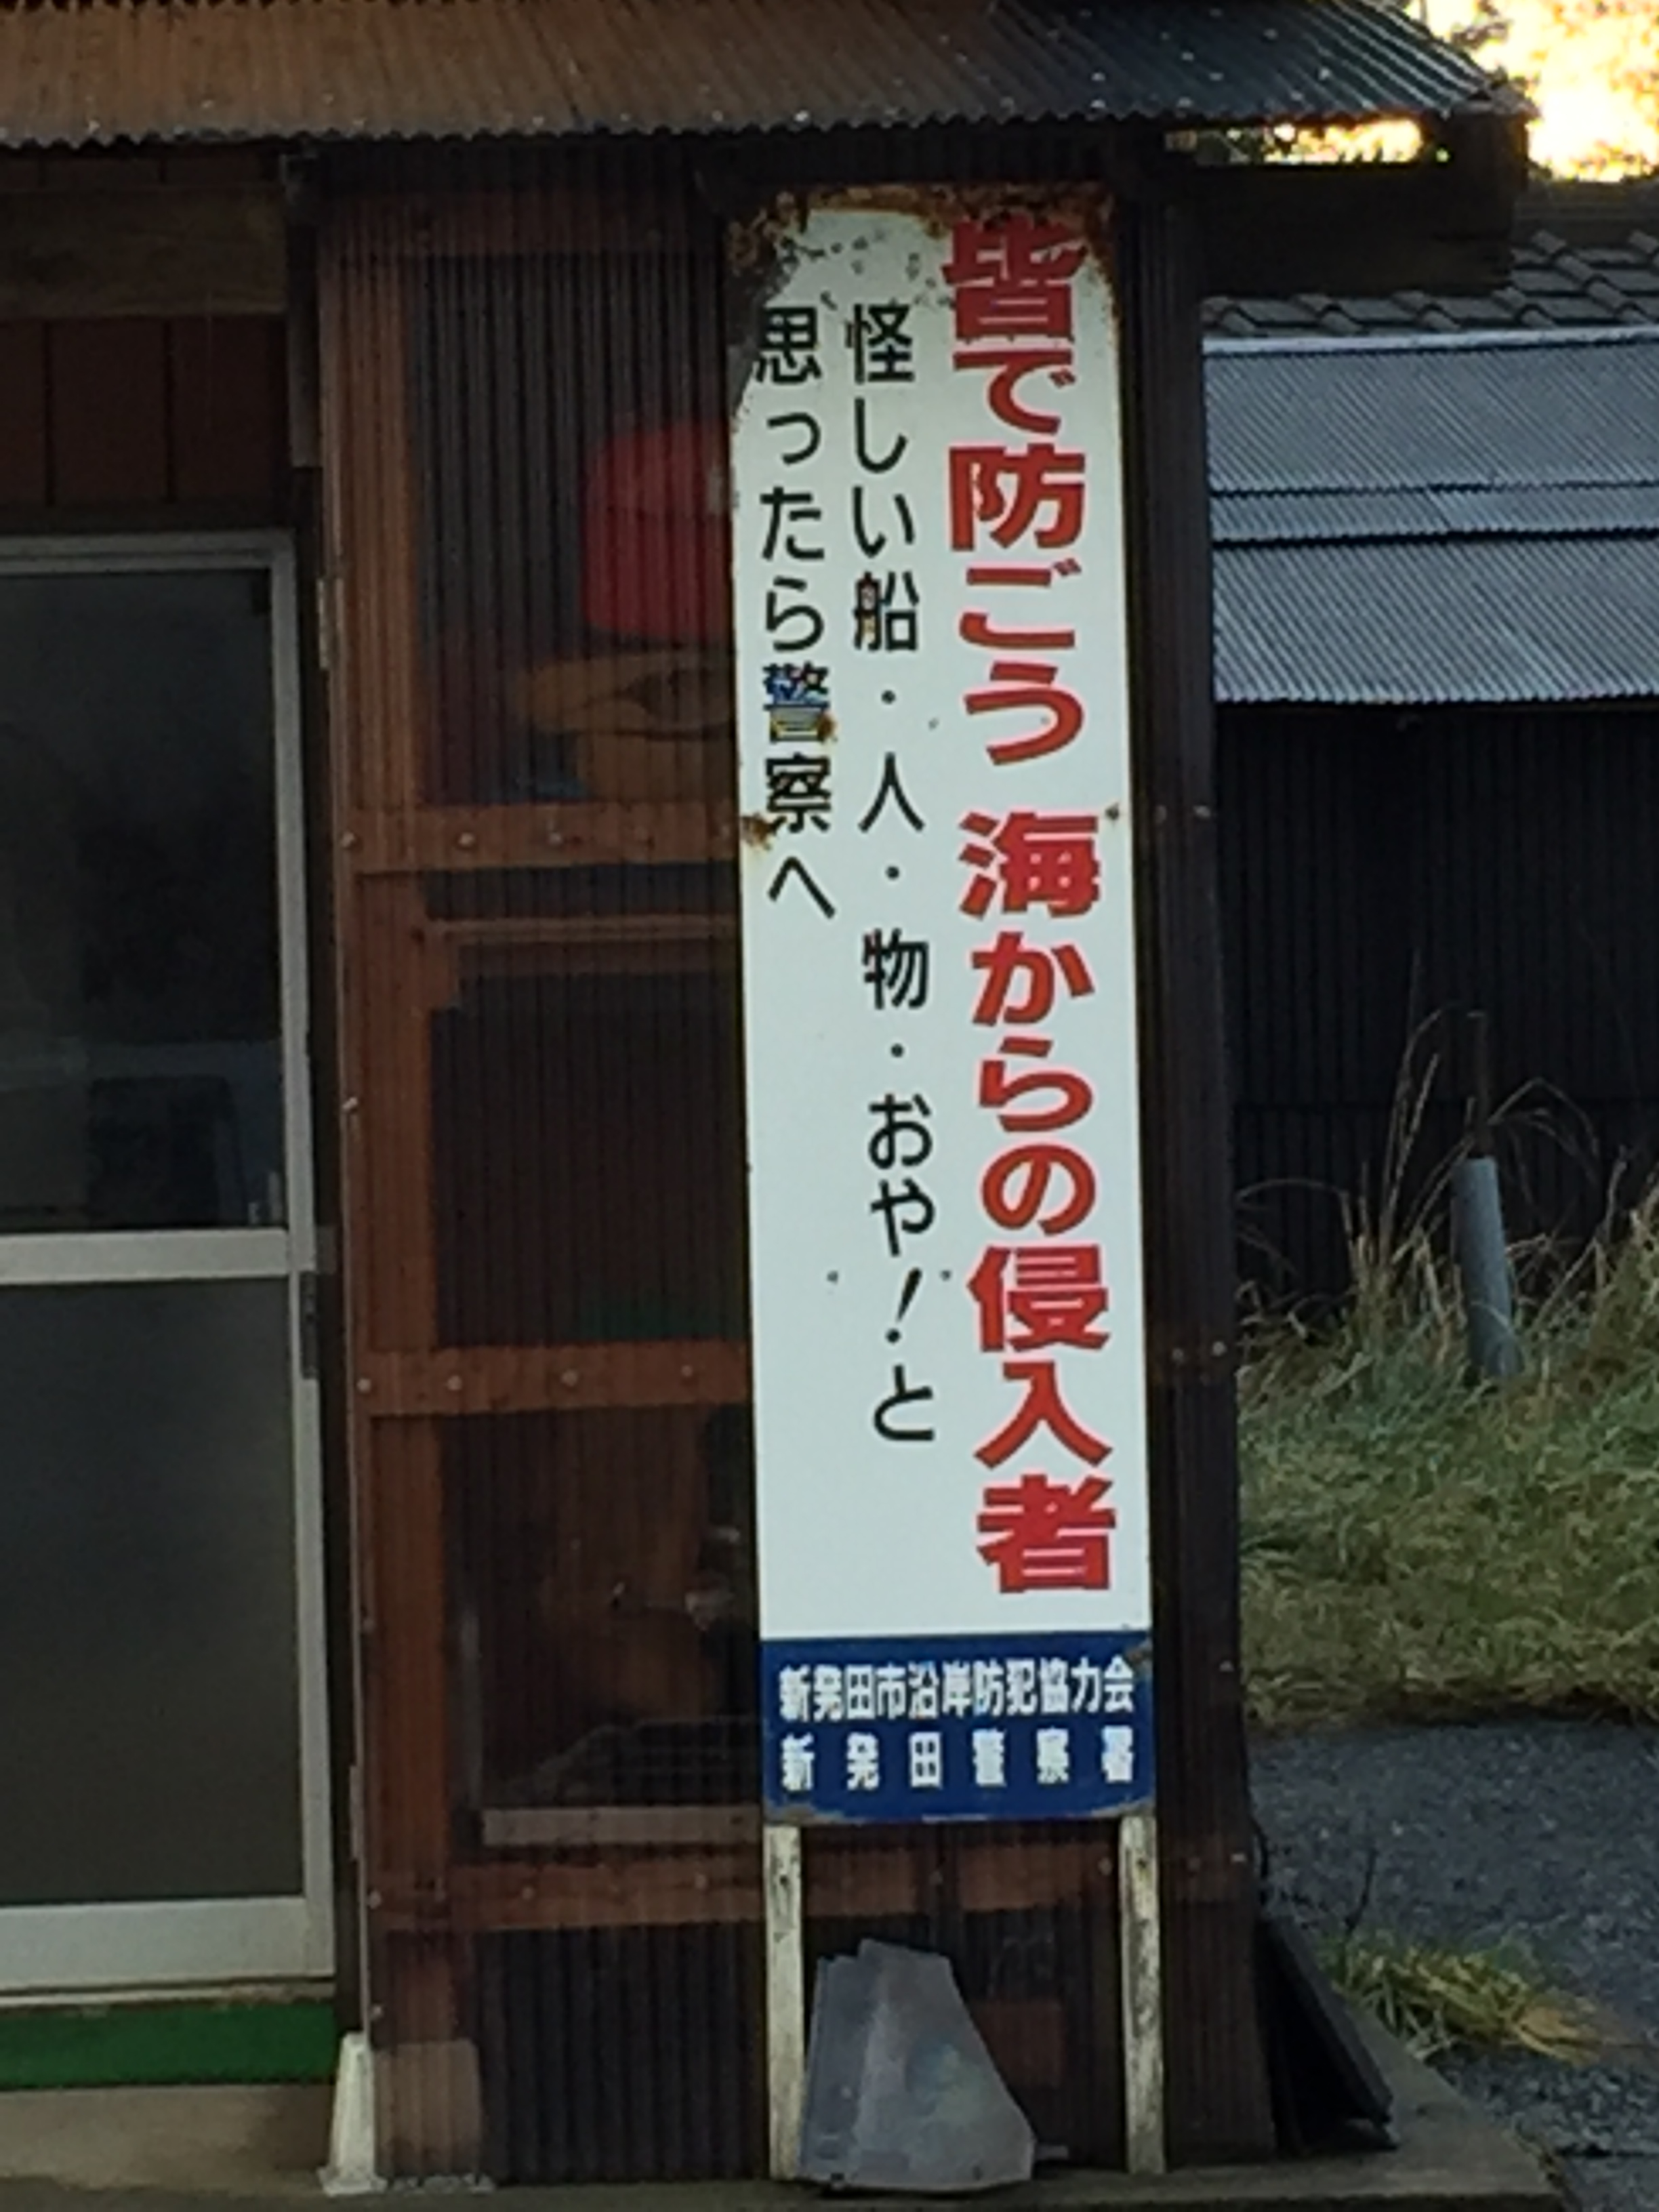 皆で防ごう 海からの侵入者
怪しい船・人・物・おや!と
思ったら警察へ
新発田市沿岸防犯協力会
新発田警察署